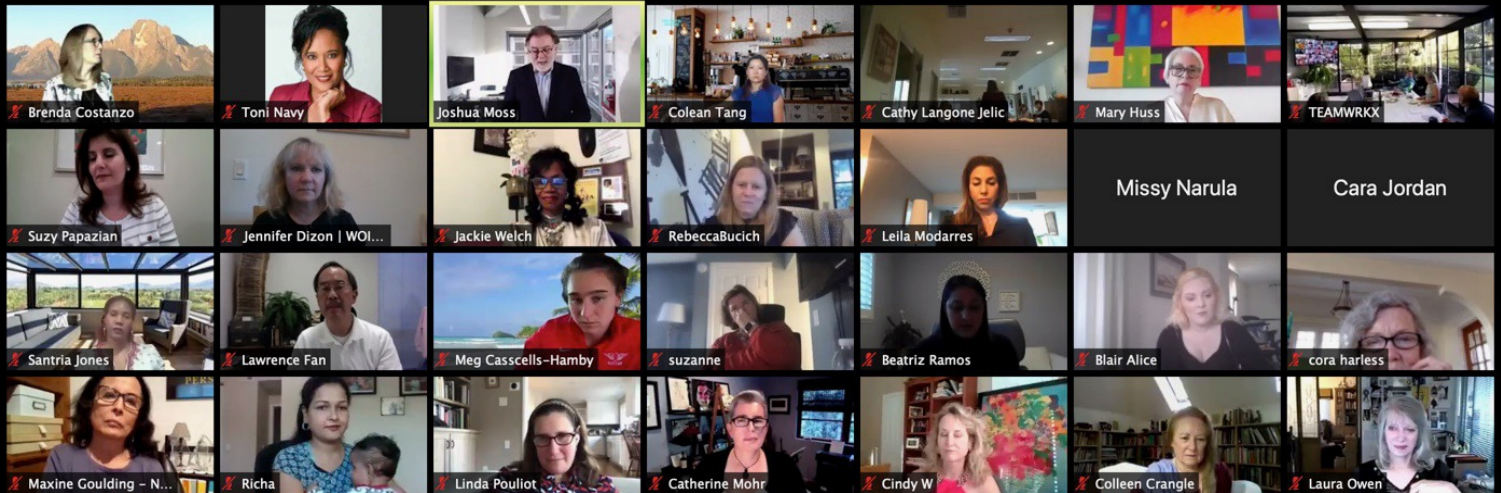 Brenda Costanzo
Toni Navy
Joshua Moss
Colean Tang
Cathy Langone Jelic
Mary Huss
TEAMWRKX
Suzy Papazian
Jennifer Dizon | WOI...
Jackie Welch
RebeccaBucich
Leila Modarres
Missy Narula
Cara Jordan
Santria Jones
Lawrence Fan
Meg Casscells-Hamby
suzanne
Beatriz Ramos
Blair Alice
cora harless
PERS
Maxine Goulding - N...
Richa
Linda Pouliot
Catherine Mohr
Cindy W
Colleen Crangle
Laura Owen